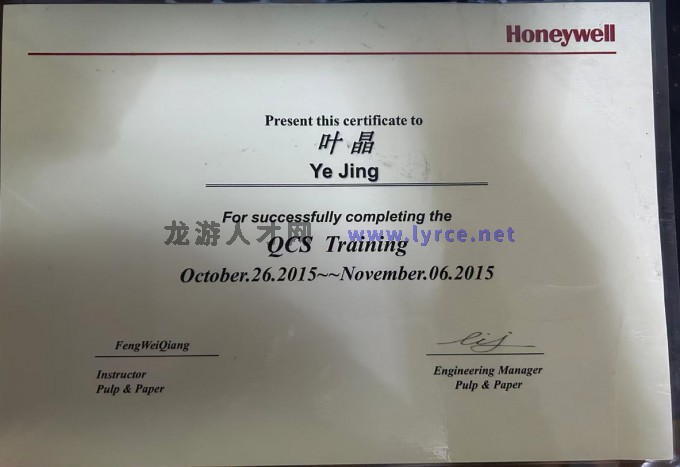 Honeywell
Present this certificate to
叶晶
Ye Jing
For successfully completing the
龙游人才网 www.lyrce.net
QCS Training
October.26.2015~~November.06.2015
FengWeiQiang
Instructor
Pulp & Paper
Engineering Manager
Pulp & Paper